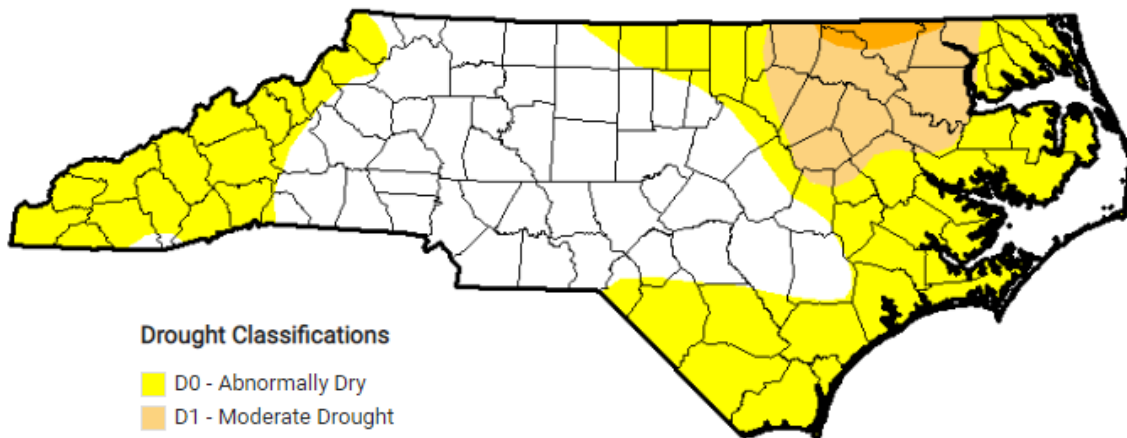 Drought Classifications
D0 - Abnormally Dry
D1 - Moderate Drought